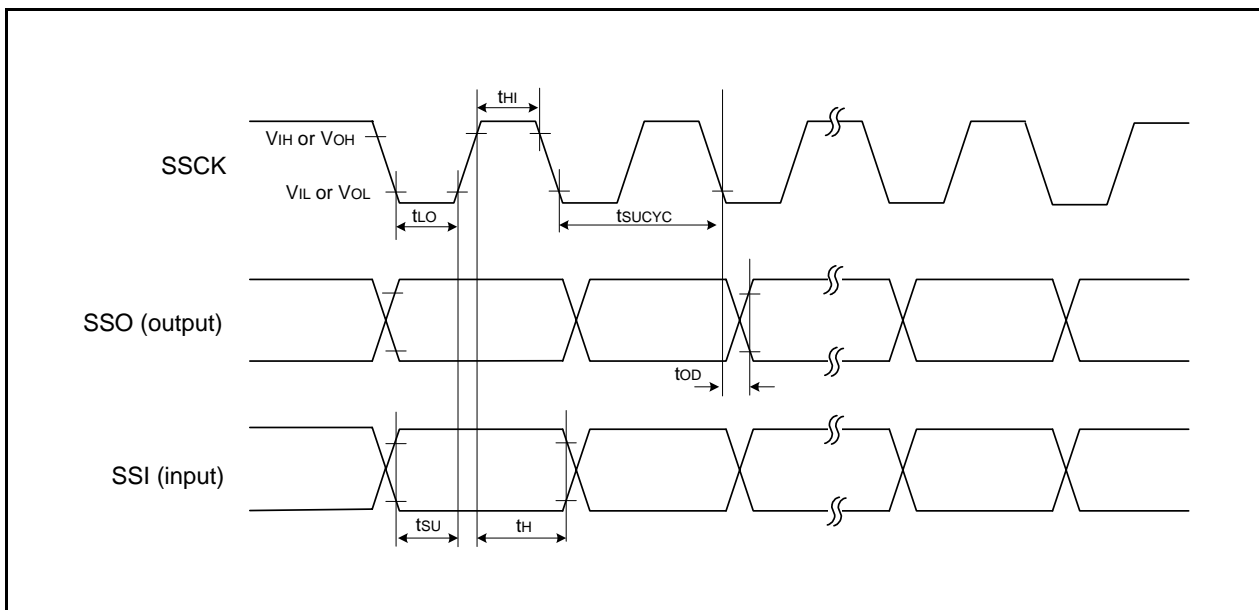 tHI
VIH or VOH
SSCK
VIL or VOL
tLO
tSUCYC
SSO (output)
tOD
SSI (input)
tSU
tH